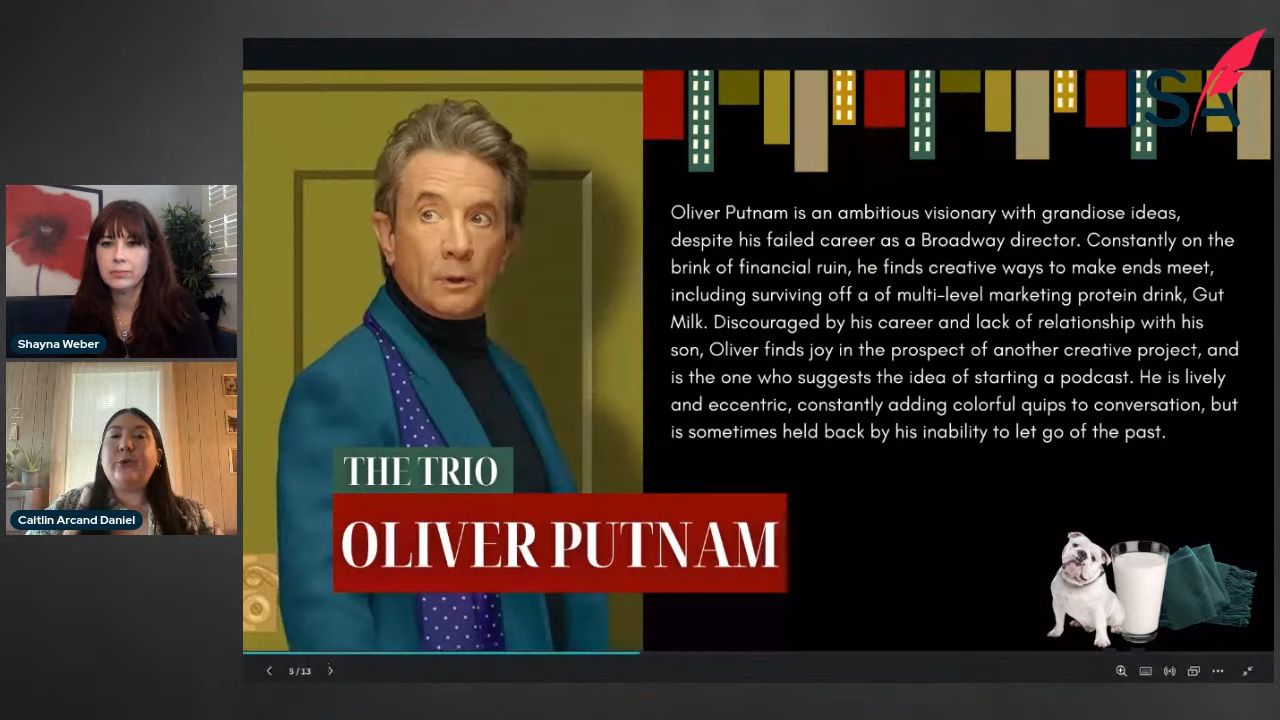 ISA
Oliver Putnam is an ambitious visionary with grandiose ideas,
despite his failed career as a Broadway director. Constantly on the
brink of financial ruin, he finds creative ways to make ends meet,
including surviving off a of multi-level marketing protein drink, Gut
Milk. Discouraged by his career and lack of relationship with his
son, Oliver finds joy in the prospect of another creative project, and
is the one who suggests the idea of starting a podcast. He is lively
and eccentric, constantly adding colorful quips to conversation, but
is sometimes held back by his inability to let go of the past.
Shayna Weber
THE TRIO
OLIVER PUTNAM
Caitlin Arcand Daniel
5 / 13